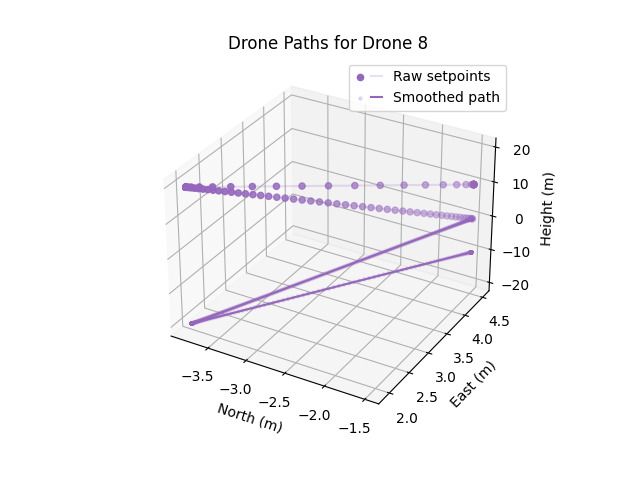 Drone Paths for Drone 8
Raw setpoints
Smoothed path
20
10
0
−10
−20
Height (m)
4.5
4.0
3.5
3.0
2.5
2.0
East (m)
−3.5
−3.0
−2.5
−2.0
−1.5
North (m)